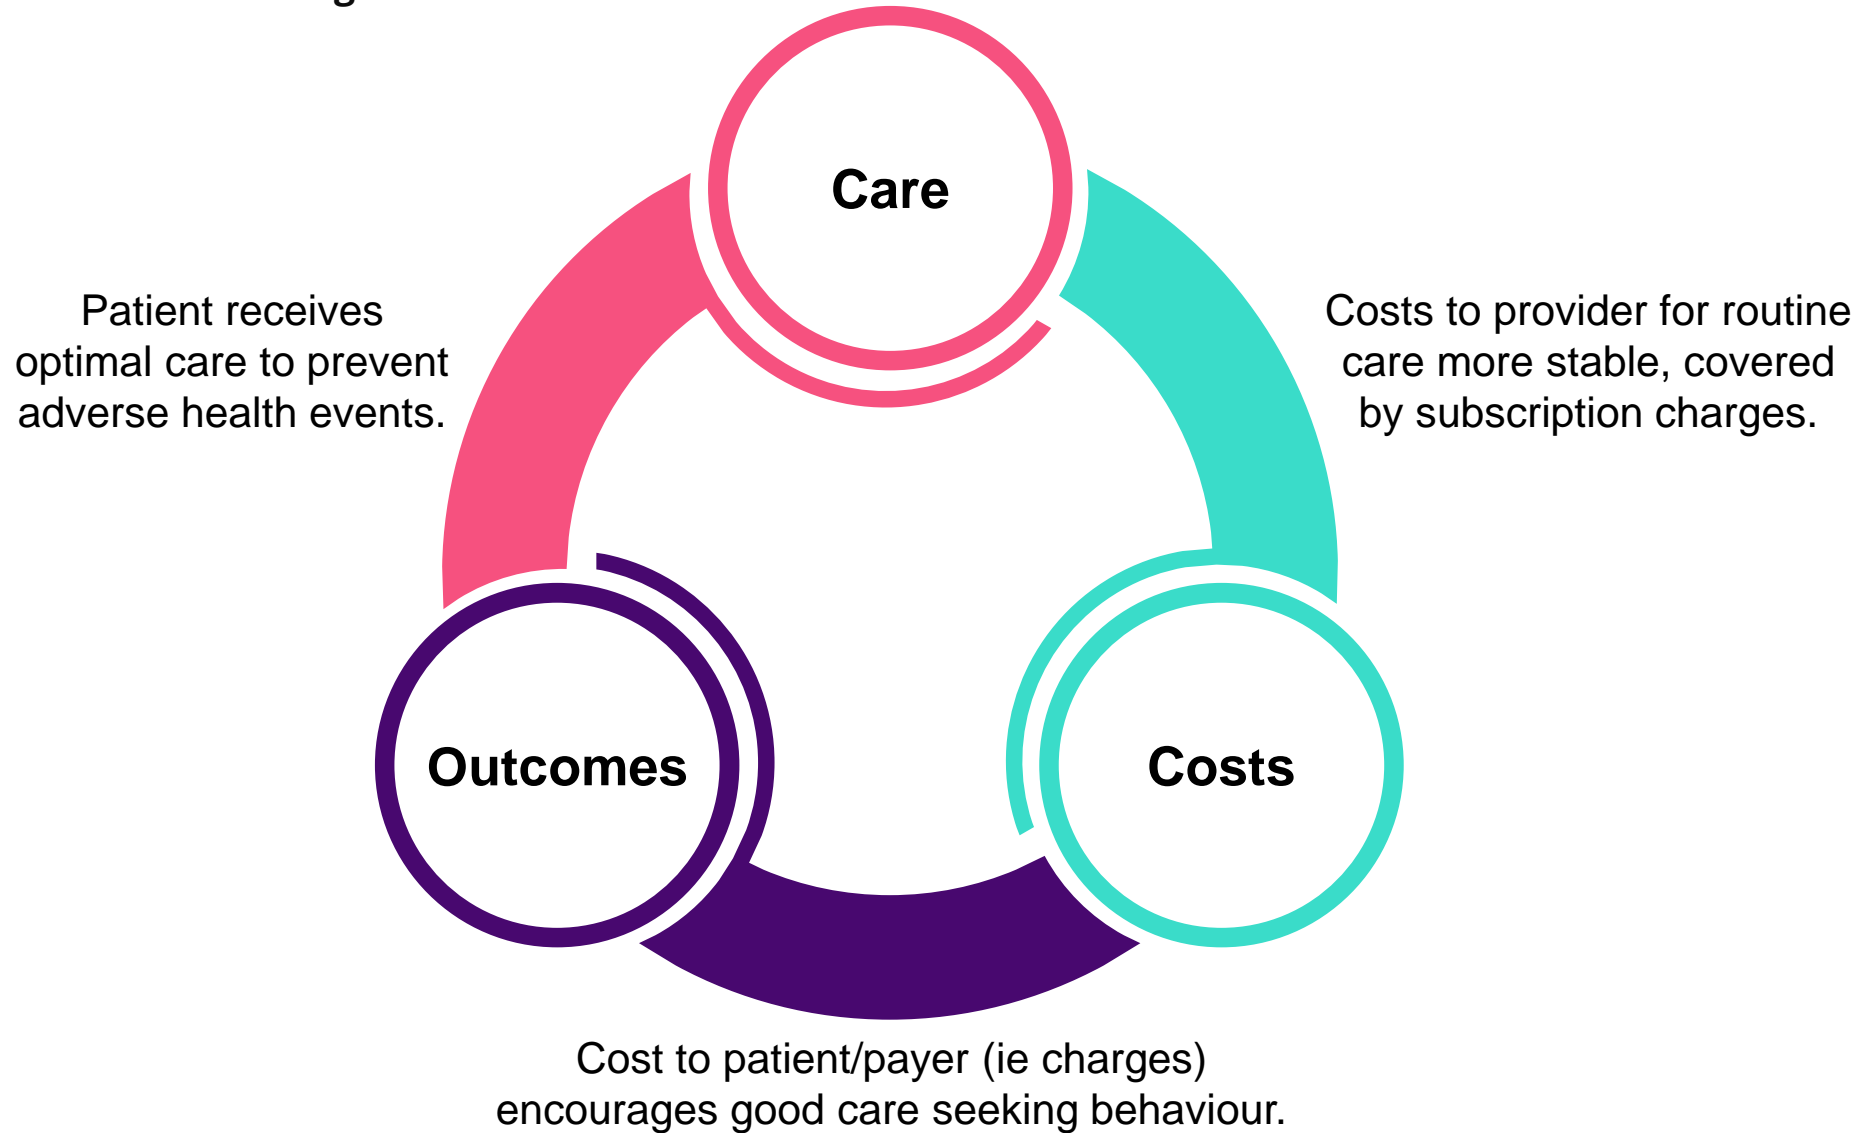 Care
Patient receives
optimal care to prevent
adverse health events.
Costs to provider for routine
care more stable, covered
by subscription charges.
Outcomes
Costs
Cost to patient/payer (ie charges)
encourages good care seeking behaviour.